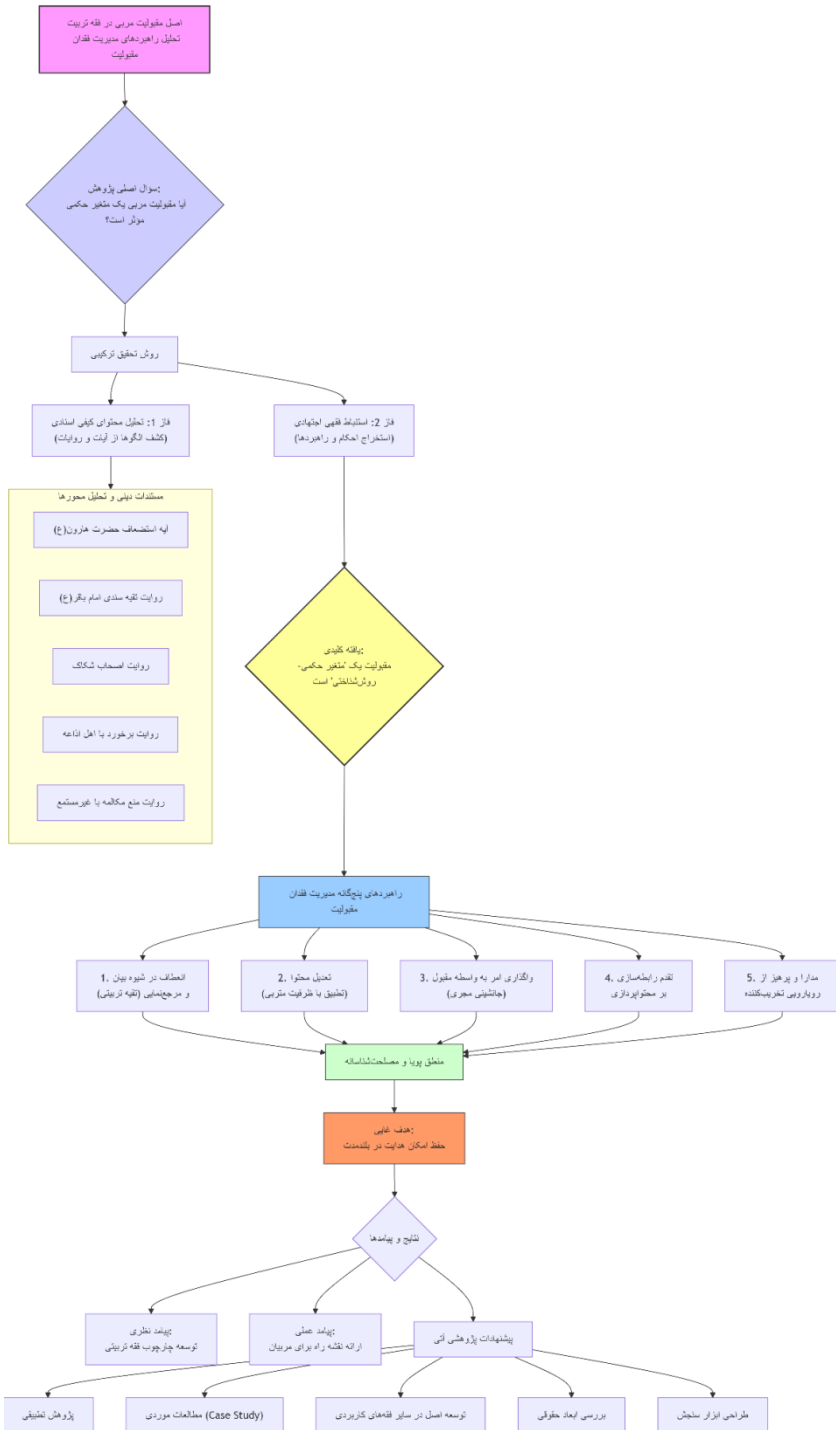 اصل مقبولیت مربی در فقه تربیت
تحلیل راهبردهای مدیریت فقدان
مقبولیت
سؤال اصلی پژوهش:
آیا مقبولیت مربی یک متغیر حکمی
مؤثر است؟
روش تحقیق ترکیبی
فاز 1: تحلیل محتوای کیفی اسنادی
(کشف الگوها از آیات و روایات)
فاز 2: استنباط فقهی اجتهادی
(استخراج احکام و راهبردها)
مستندات دینی و تحلیل محورها
آیه استضعاف حضرت هارون(ع)
روایت تقیه سندی امام باقر(ع)
روایت اصحاب شکاک
روایت برخورد با اهل اذاعه
روایت منع مکالمه با غیرمستمع
یافته کلیدی:
مقبولیت یک 'متغیر حکمی-
روش‌شناختی' است
راهبردهای پنج‌گانه مدیریت فقدان
مقبولیت
1. انعطاف در شیوه بیان
و مرجع‌نمایی (تقیه تربیتی)
2. تعدیل محتوا
(تطبیق با ظرفیت متربی)
3. واگذاری امر به واسطه مقبول
(جانشینی مجری)
4. تقدم رابطه‌سازی
بر محتواپردازی
5. مدارا و پرهیز از
رویارویی تخریب‌کننده
منطق پویا و مصلحت‌شناسانه
هدف غایی:
حفظ امکان هدایت در بلندمدت
نتایج و پیامدها
پیامد نظری:
توسعه چارچوب فقه تربیتی
پیامد عملی:
ارائه نقشه راه برای مربیان
پیشنهادات پژوهشی آتی
پژوهش تطبیقی
مطالعات موردی (Case Study)
توسعه اصل در سایر فقه‌های کاربردی
بررسی ابعاد حقوقی
طراحی ابزار سنجش